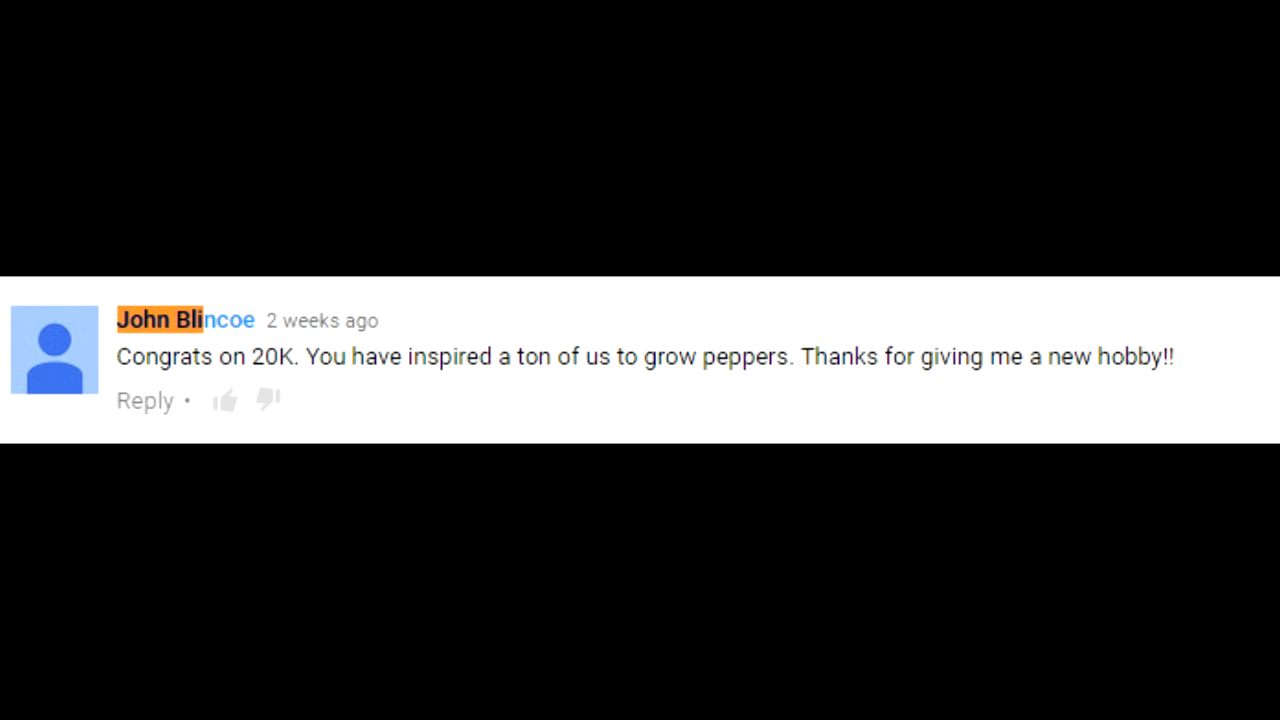 John Blincoe 2 weeks ago
Congrats on 20K. You have inspired a ton of us to grow peppers. Thanks for giving me a new hobby!!
Reply •